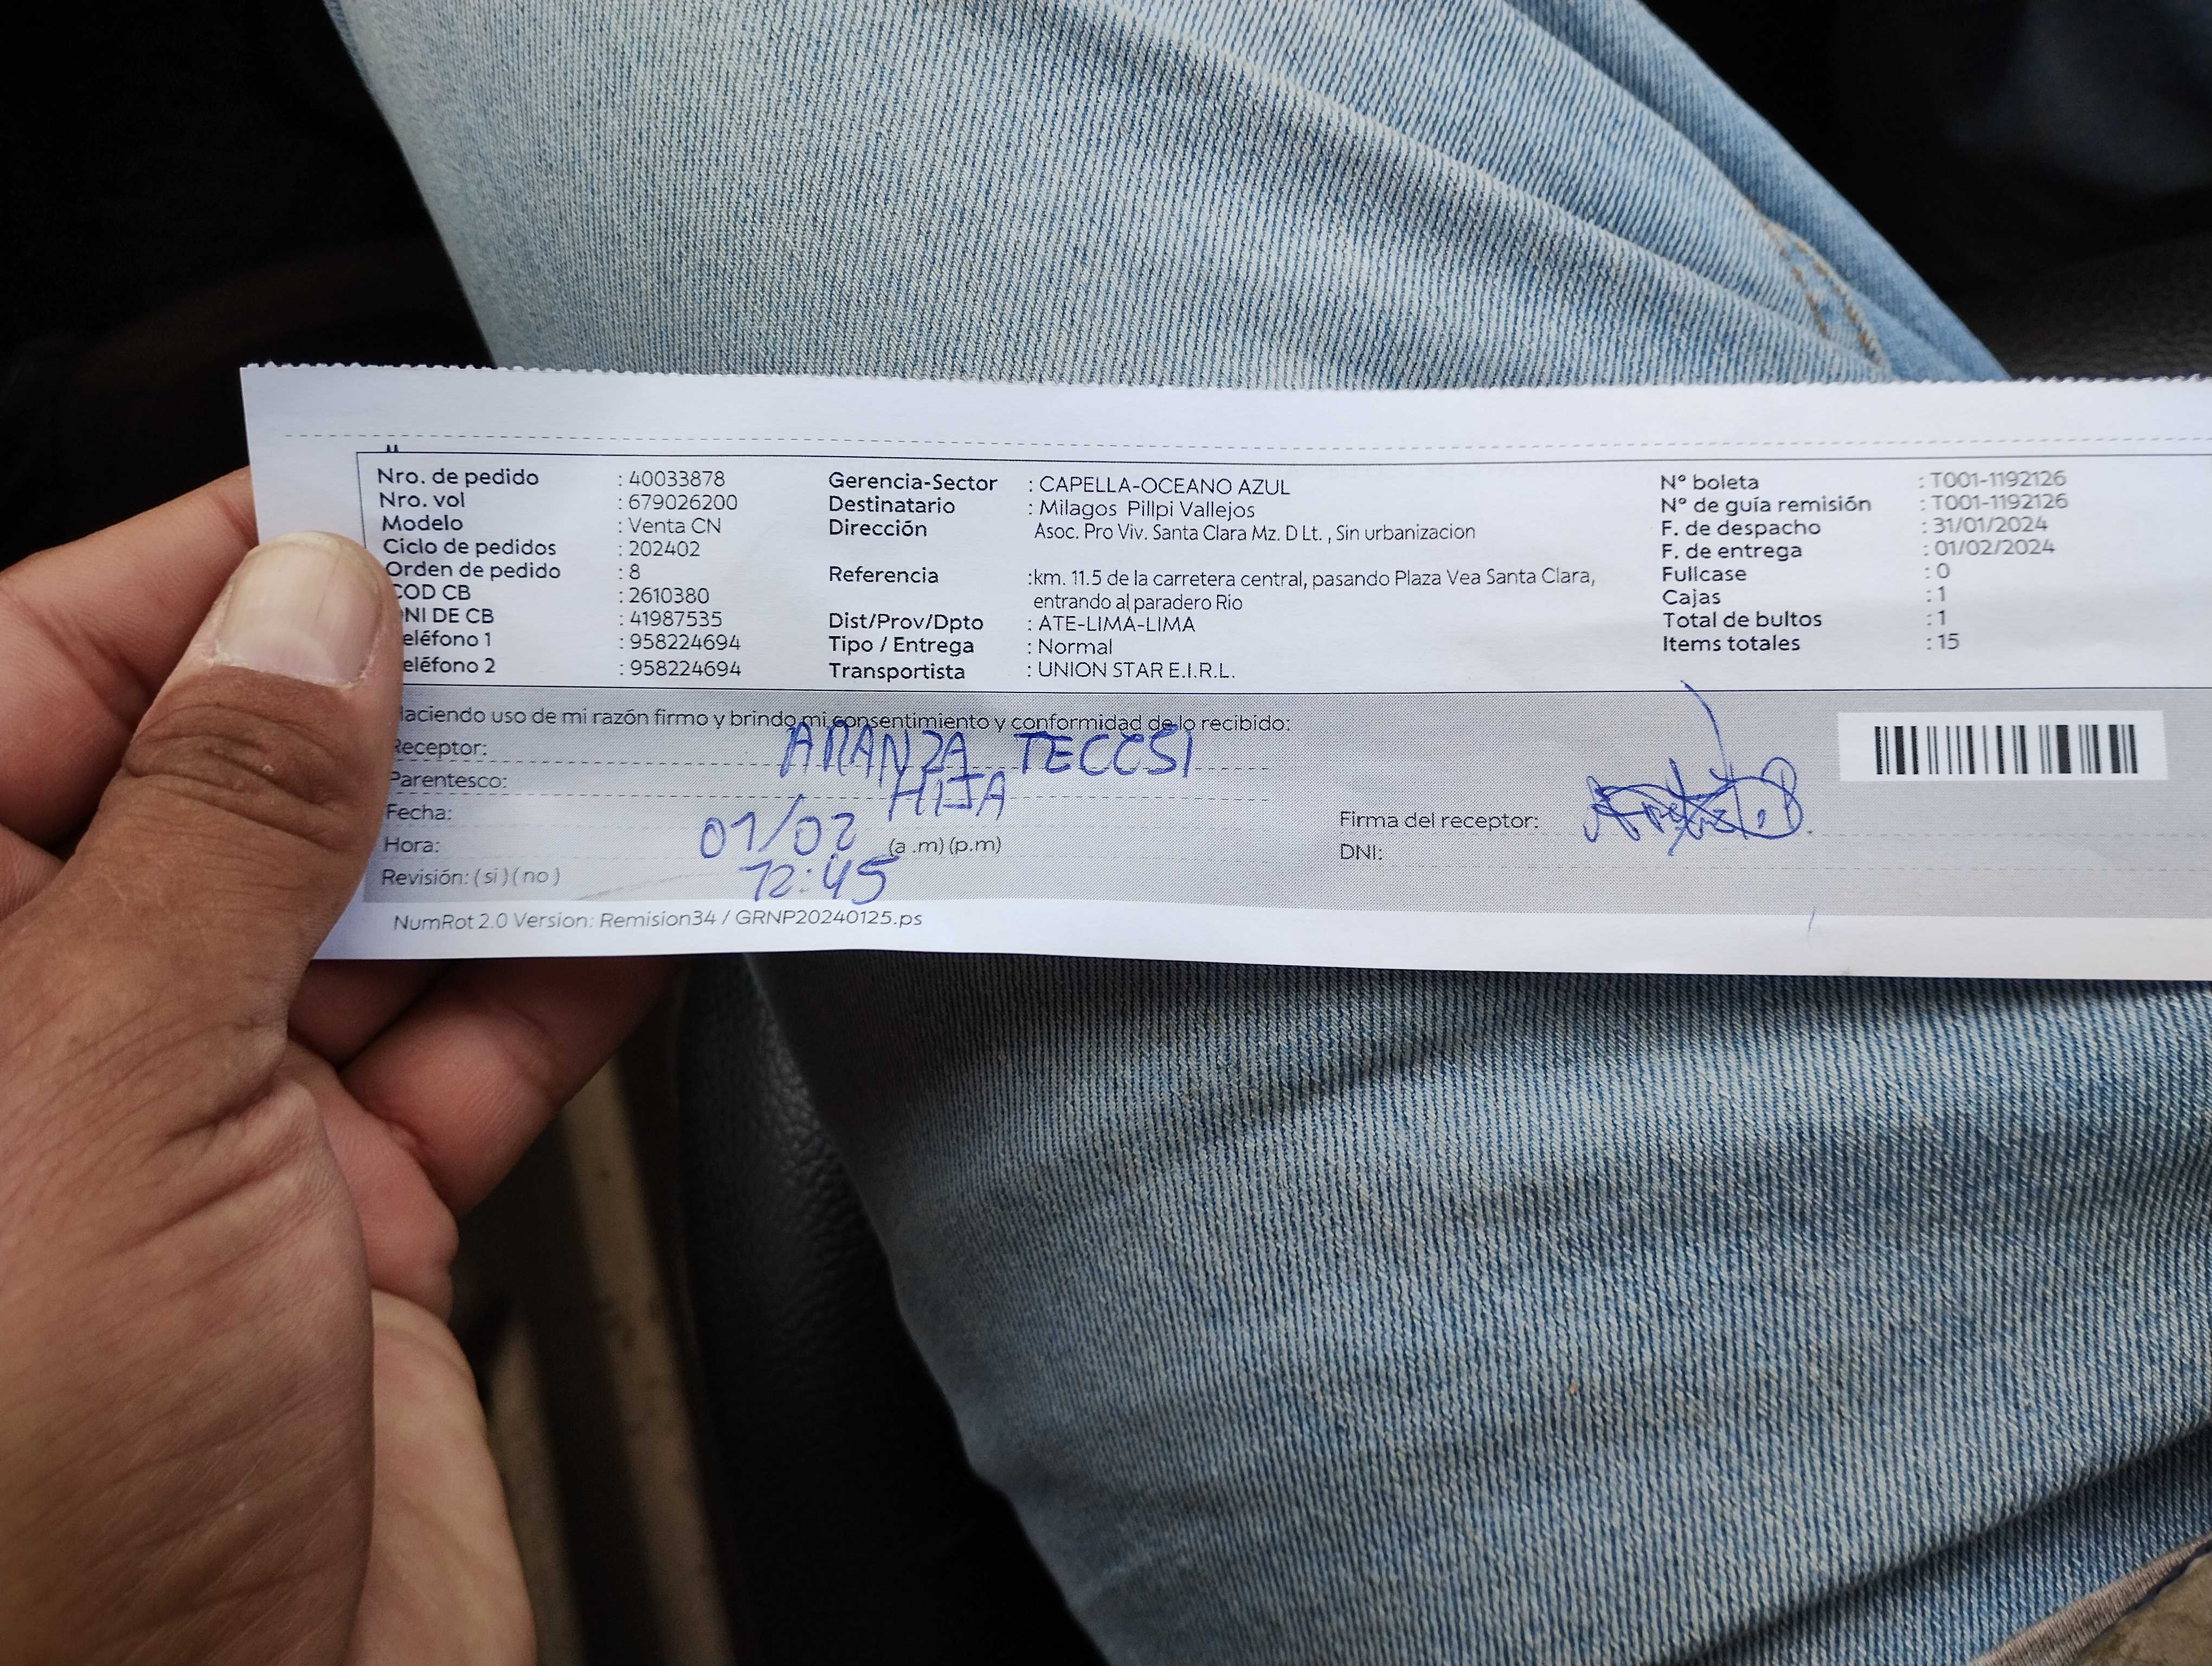 Nro. de pedido : 40033878
Nro. vol : 679026200
Modelo : Venta CN
Ciclo de pedidos : 202402
Orden de pedido : 8
COD CB : 2610380
DNI DE CB : 41987535
eléfono 1 : 958224694
eléfono 2 : 958224694
Gerencia-Sector : CAPELLA-OCEANO AZUL
Destinatario : Milagos Pillpi Vallejos
Dirección Asoc. Pro Viv. Santa Clara Mz. D Lt. , Sin urbanizacion
Referencia :km. 11.5 de la carretera central, pasando Plaza Vea Santa Clara,
entrando al paradero Rio
Dist/Prov/Dpto : ATE-LIMA-LIMA
Tipo / Entrega : Normal
Transportista : UNION STAR E.I.R.L.
N° boleta : T001-1192126
N° de guía remisión : T001-1192126
F. de despacho : 31/01/2024
F. de entrega : 01/02/2024
Fullcase : 0
Cajas : 1
Total de bultos : 1
Items totales : 15
Haciendo uso de mi razón firmo y brindo mi consentimiento y conformidad de lo recibido:
Receptor: ARANZA TECCSI
Parentesco: HIJA
Fecha: 01/02
Hora: 12:45 (a .m) (p.m)
Revisión: ( si ) ( no )
Firma del receptor:
DNI:
NumRot 2.0 Version: Remision34 / GRNP20240125.ps